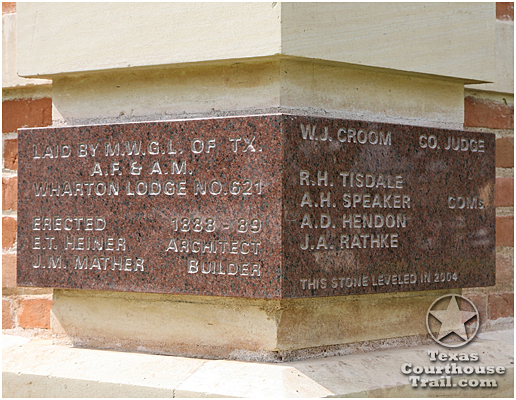 LAID BY M.W.G.L. OF TX.
A.F. & A.M.
WHARTON LODGE NO. 621
ERECTED 1888 - 89
E.T. HEINER ARCHITECT
J.M. MATHER BUILDER
W.J. CROOM CO. JUDGE
R.H. TISDALE
A.H. SPEAKER COMS.
A.D. HENDON
J.A. RATHKE
THIS STONE LEVELED IN 2004
Texas
Courthouse
Trail.com